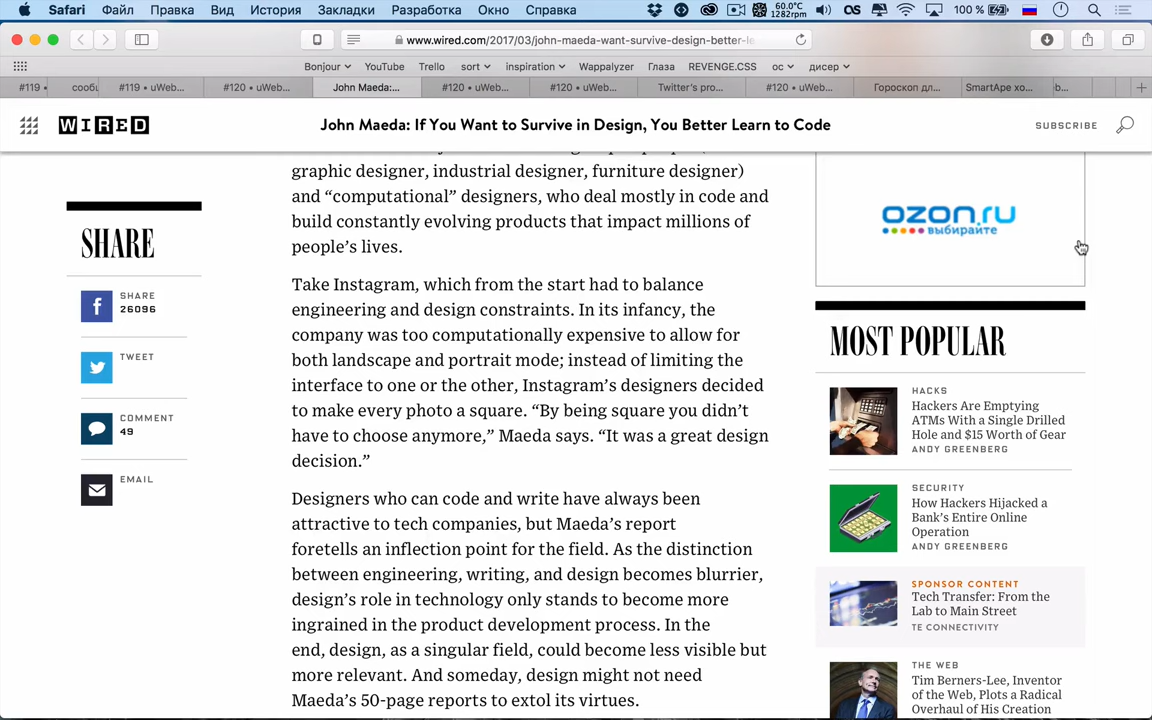 Safari Файл Правка Вид История Закладки Разработка Окно Справка 60.0°C 1282rpm 100 %
www.wired.com/2017/03/john-maeda-want-survive-design-better-le
Bonjour YouTube Trello sort inspiration Wappalyzer Глаза REVENGE.CSS ос дисер
#119 • сообщ #119 • uWeb... #120 • uWeb... John Maeda:... #120 • uWeb... #120 • uWeb... Twitter's pro... #120 • uWeb... Гороскоп дл... SmartApe хо... b...
WIRED
John Maeda: If You Want to Survive in Design, You Better Learn to Code
SUBSCRIBE
SHARE
SHARE
26096
TWEET
COMMENT
49
EMAIL
graphic designer, industrial designer, furniture designer)
and “computational” designers, who deal mostly in code and
build constantly evolving products that impact millions of
people’s lives.
Take Instagram, which from the start had to balance
engineering and design constraints. In its infancy, the
company was too computationally expensive to allow for
both landscape and portrait mode; instead of limiting the
interface to one or the other, Instagram’s designers decided
to make every photo a square. “By being square you didn’t
have to choose anymore,” Maeda says. “It was a great design
decision.”
Designers who can code and write have always been
attractive to tech companies, but Maeda’s report
foretells an inflection point for the field. As the distinction
between engineering, writing, and design becomes blurrier,
design’s role in technology only stands to become more
ingrained in the product development process. In the
end, design, as a singular field, could become less visible but
more relevant. And someday, design might not need
Maeda’s 50-page reports to extol its virtues.
ozon.ru
выбирайте
MOST POPULAR
HACKS
Hackers Are Emptying
ATMs With a Single Drilled
Hole and $15 Worth of Gear
ANDY GREENBERG
SECURITY
How Hackers Hijacked a
Bank’s Entire Online
Operation
ANDY GREENBERG
SPONSOR CONTENT
Tech Transfer: From the
Lab to Main Street
TE CONNECTIVITY
THE WEB
Tim Berners-Lee, Inventor
of the Web, Plots a Radical
Overhaul of His Creation